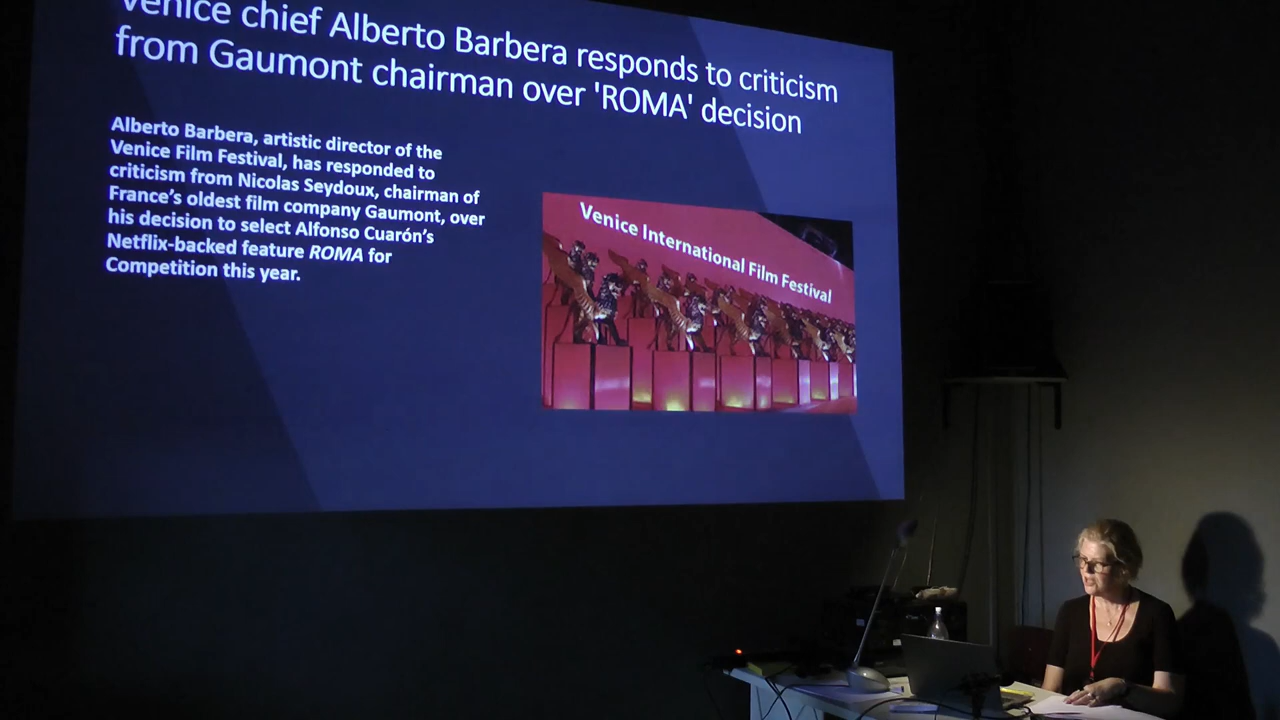 Venice chief Alberto Barbera responds to criticism
from Gaumont chairman over 'ROMA' decision
Alberto Barbera, artistic director of the
Venice Film Festival, has responded to
criticism from Nicolas Seydoux, chairman of
France’s oldest film company Gaumont, over
his decision to select Alfonso Cuarón’s
Netflix-backed feature ROMA for
Competition this year.
Venice International Film Festival